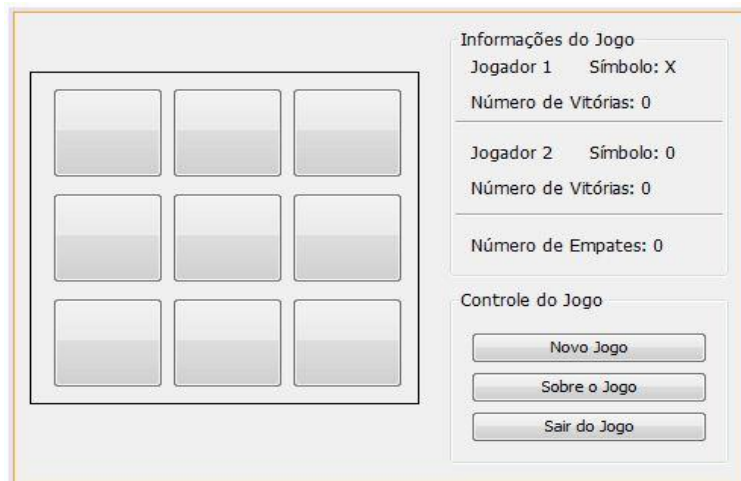 Informações do Jogo
Jogador 1 Símbolo: X
Número de Vitórias: 0
Jogador 2 Símbolo: 0
Número de Vitórias: 0
Número de Empates: 0
Controle do Jogo
Novo Jogo
Sobre o Jogo
Sair do Jogo